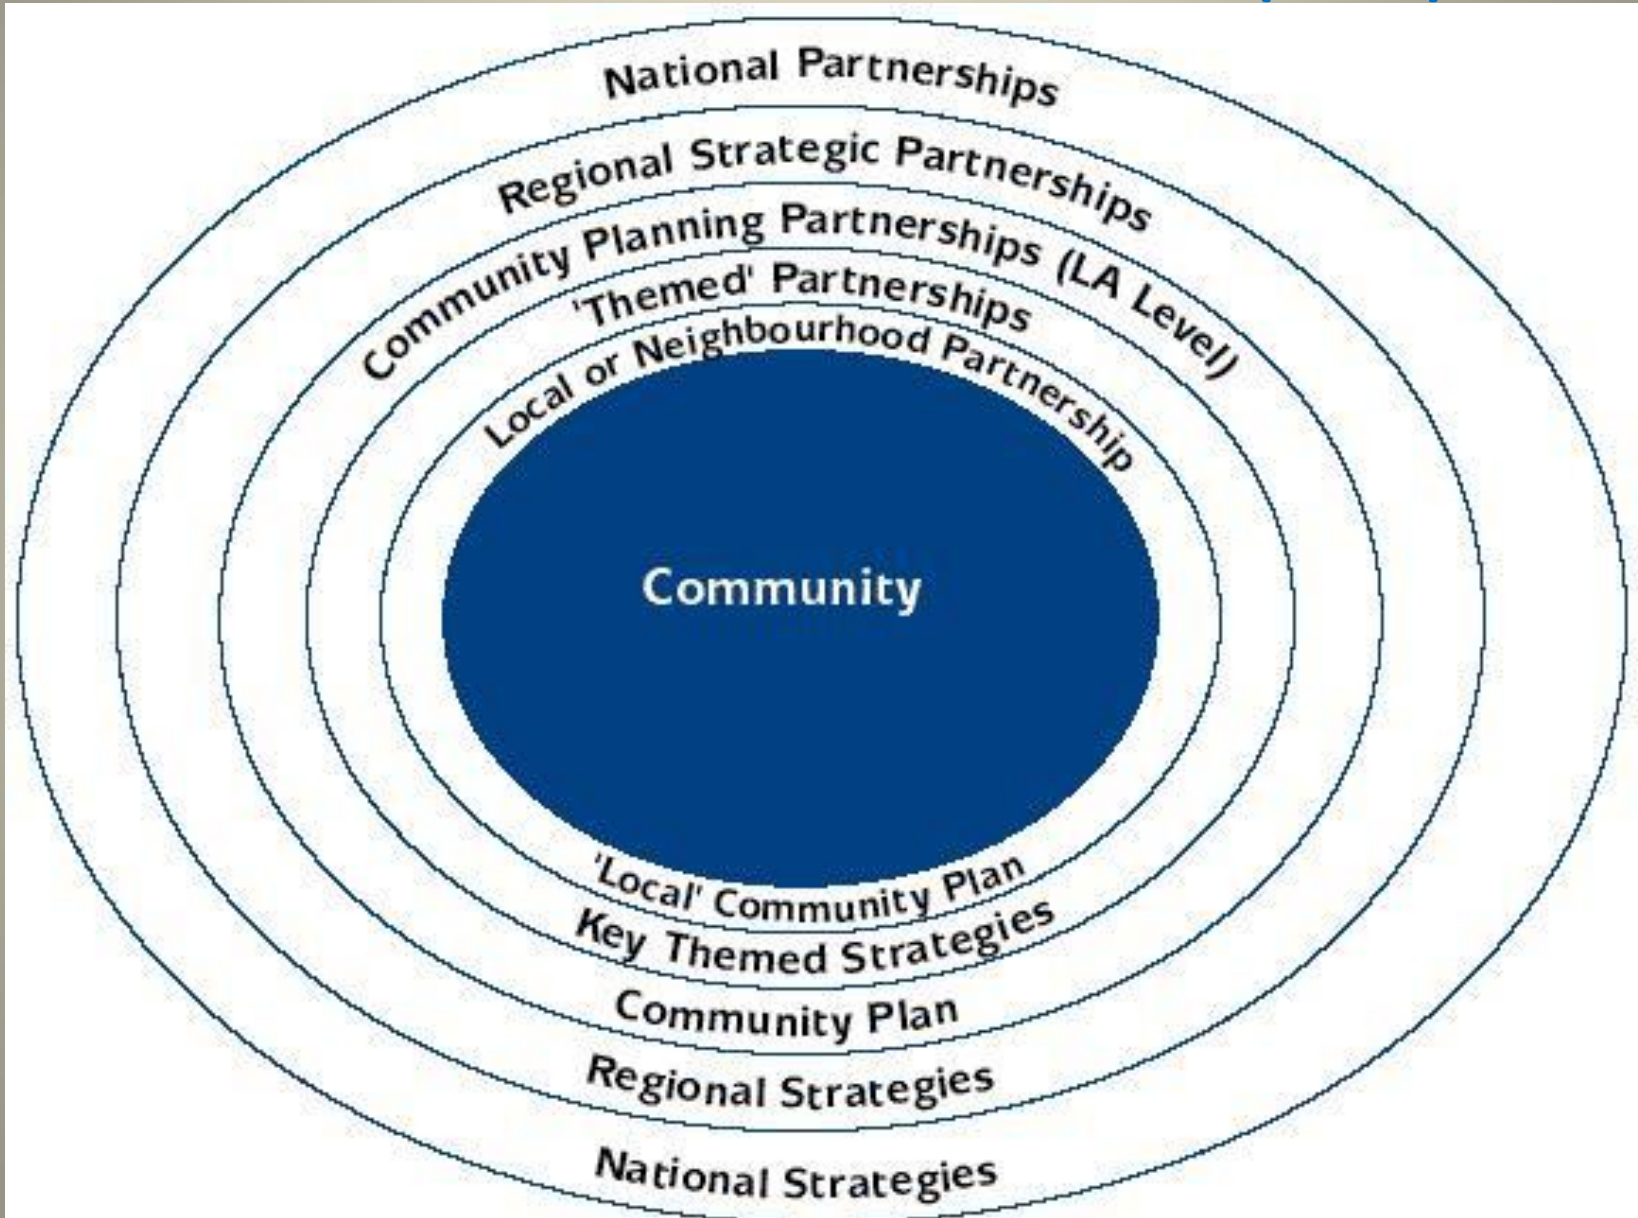 National Partnerships
Regional Strategic Partnerships
Community Planning Partnerships (LA Level)
'Themed' Partnerships
Local or Neighbourhood Partnership
Community
'Local' Community Plan
Key Themed Strategies
Community Plan
Regional Strategies
National Strategies